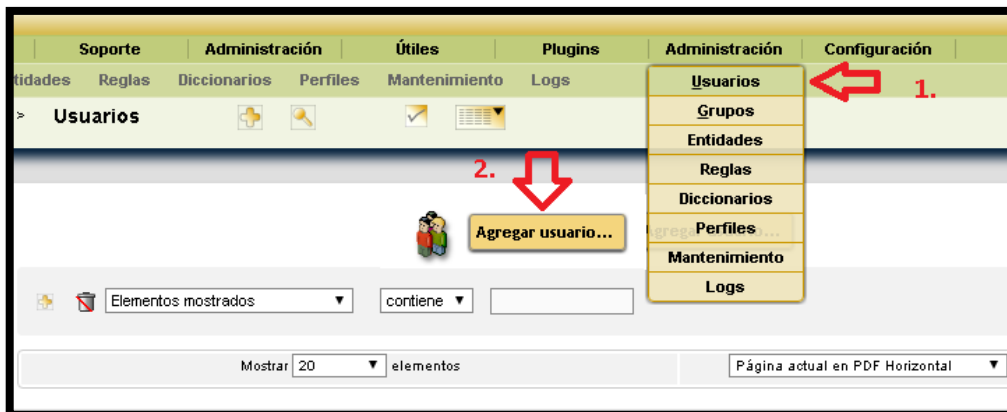 Soporte Administración Útiles Plugins Administración Configuración
tidades Reglas Diccionarios Perfiles Mantenimiento Logs
Usuarios
1.
> Usuarios
Grupos
Entidades
2.
Reglas
Diccionarios
Agregar usuario...
Perfiles
Mantenimiento
Logs
Elementos mostrados contiene
Mostrar 20 elementos Página actual en PDF Horizontal